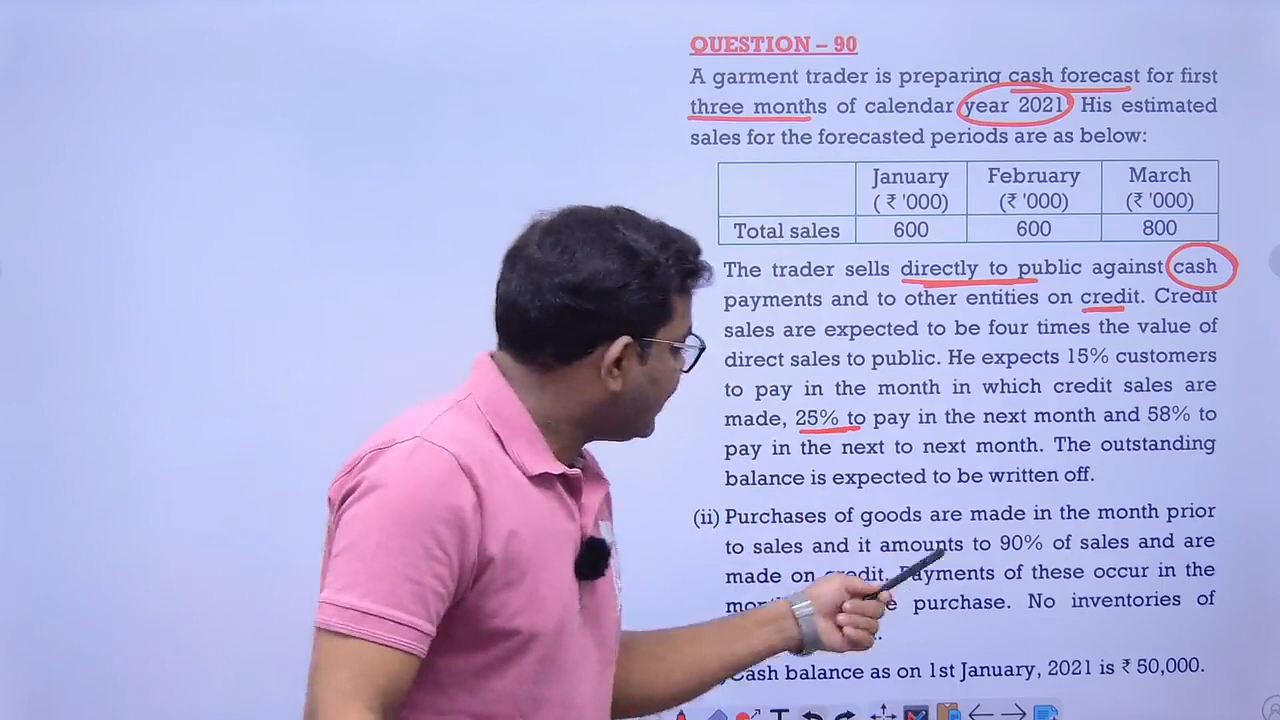 QUESTION – 90
A garment trader is preparing cash forecast for first
three months of calendar year 2021. His estimated
sales for the forecasted periods are as below:
January February March
( ₹ '000) (₹ '000) (₹ '000)
Total sales 600 600 800
The trader sells directly to public against cash
payments and to other entities on credit. Credit
sales are expected to be four times the value of
direct sales to public. He expects 15% customers
to pay in the month in which credit sales are
made, 25% to pay in the next month and 58% to
pay in the next to next month. The outstanding
balance is expected to be written off.
(ii) Purchases of goods are made in the month prior
to sales and it amounts to 90% of sales and are
made on credit. Payments of these occur in the
purchase. No inventories of
Cash balance as on 1st January, 2021 is ₹ 50,000.